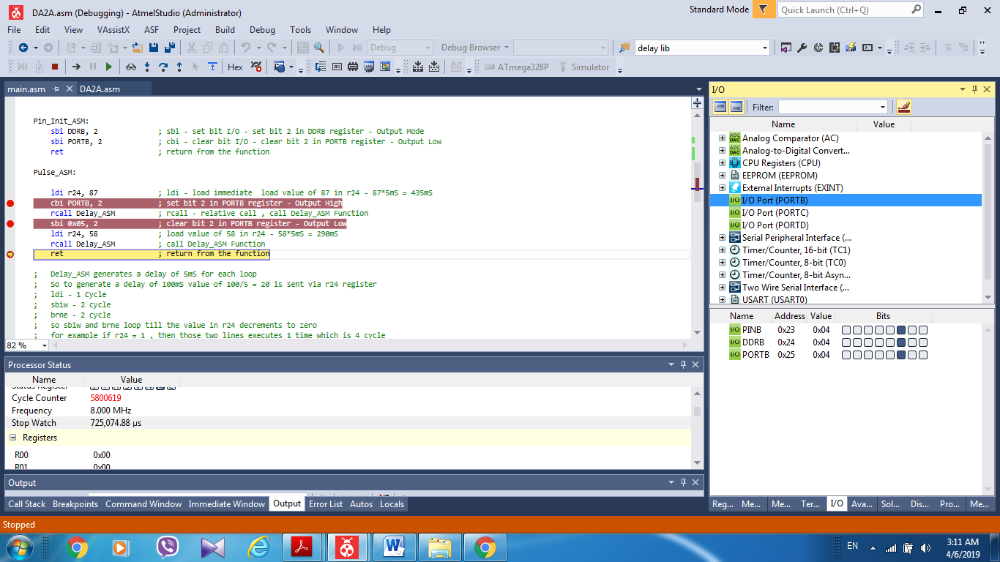 DA2A.asm (Debugging) - AtmelStudio (Administrator)
Standard Mode
Quick Launch (Ctrl+Q)
File Edit View VAssistX ASF Project Build Debug Tools Window Help
Debug
Debug Browser
delay lib
Hex
ATmega328P
Simulator
main.asm
DA2A.asm
Pin_Init_ASM:
sbi DDRB, 2 ; sbi - set bit I/O - set bit 2 in DDRB register - Output Mode
sbi PORTB, 2 ; cbi - clear bit I/O - clear bit 2 in PORTB register - Output Low
ret ; return from the function
Pulse_ASM:
ldi r24, 87 ; ldi - load immediate load value of 87 in r24 - 87*5mS = 435mS
cbi PORTB, 2 ; set bit 2 in PORTB register - Output High
rcall Delay_ASM ; rcall - relative call , call Delay_ASM Function
sbi 0x05, 2 ; clear bit 2 in PORTB register - Output Low
ldi r24, 58 ; load value of 58 in r24 - 58*5mS = 290mS
rcall Delay_ASM ; call Delay_ASM Function
ret ; return from the function
; Delay_ASM generates a delay of 5mS for each loop
; So to generate a delay of 100mS value of 100/5 = 20 is sent via r24 register
; ldi - 1 Cycle
; sbiw - 2 cycle
; brne - 2 cycle
; so sbiw and brne loop till the value in r24 decrements to zero
; for example if r24 = 1 , then those two lines executes 1 time which is 4 cycle
82 %
Processor Status
Name Value
Status Register
Cycle Counter 5800619
Frequency 8.000 MHz
Stop Watch 725,074.88 µs
Registers
R00 0x00
R01 0x00
Output
Call Stack Breakpoints Command Window Immediate Window Output Error List Autos Locals
I/O
Filter:
Name Value
Analog Comparator (AC)
Analog-to-Digital Convert...
CPU Registers (CPU)
EEPROM (EEPROM)
External Interrupts (EXINT)
I/O Port (PORTB)
I/O Port (PORTC)
I/O Port (PORTD)
Serial Peripheral Interface (...
Timer/Counter, 16-bit (TC1)
Timer/Counter, 8-bit (TC0)
Timer/Counter, 8-bit Asyn...
Two Wire Serial Interface (...
USART (USART0)
Name Address Value Bits
I/O PINB 0x23 0x04
I/O DDRB 0x24 0x04
I/O PORTB 0x25 0x04
Reg... Me... Me... Ter... I/O Ava... Sol... Dis... Pro... Me...
Stopped
EN
3:11 AM
4/6/2019